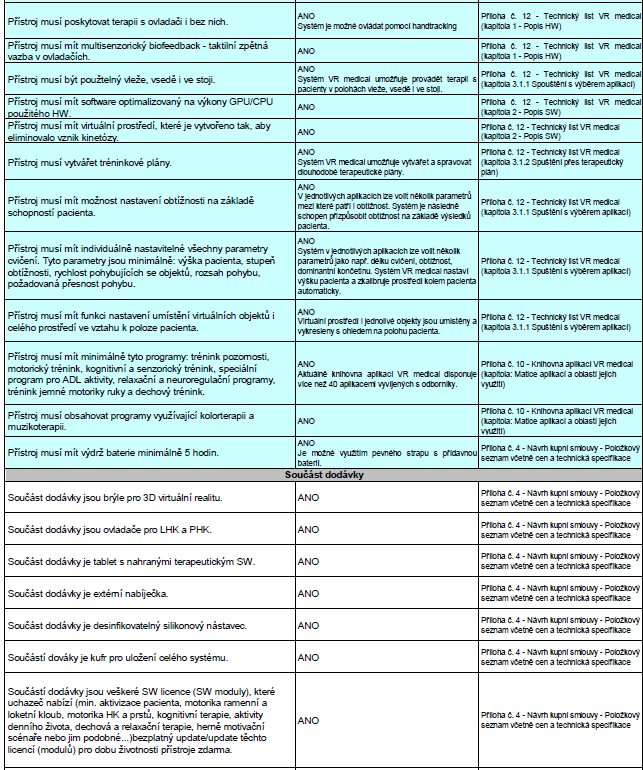 Přístroj musí poskytovat terapii s ovladači i bez nich.
ANO
Systém je možné ovládat pomocí handtracking
Příloha č. 12 - Technický list VR medical
(kapitola 1 - Popis HW)
Přístroj musí mít multisenzorický biofeedback - taktilní zpětná
vazba v ovladačích.
ANO
Příloha č. 12 - Technický list VR medical
(kapitola 1 - Popis HW)
Přístroj musí být použitelný vleže, vsedě i ve stoji.
ANO
Systém VR medical umožňuje provádět terapii s
pacienty v polohách vleže, vsedě i ve stoji.
Příloha č. 12 - Technický list VR medical
(kapitola 3.1.1 Spouštění s výběrem aplikací)
Přístroj musí mít software optimalizovaný na výkony GPU/CPU
použitého HW.
ANO
Příloha č. 12 - Technický list VR medical
(kapitola 2 - Popis SW)
Přístroj musí mít virtuální prostředí, které je vytvořeno tak, aby
eliminovalo vznik kinetózy.
ANO
Příloha č. 12 - Technický list VR medical
(kapitola 2 - Popis SW)
Přístroj musí vytvářet tréninkové plány.
ANO
Systém VR medical umožňuje vytvářet a spravovat
dlouhodobé terapeutické plány.
Příloha č. 12 - Technický list VR medical
(kapitola 3.1.2 Spuštění přes terapeutický
plán)
Přístroj musí mít možnost nastavení obtížnosti na základě
schopností pacienta.
ANO
V jednotlivých aplikacích lze volit několik parametrů
mezi které patří i obtížnost. Systém je následně
schopen přizpůsobit obtížnost na základě výsledků
pacienta.
Příloha č. 12 - Technický list VR medical
(kapitola 3.1.1 Spuštění s výběrem aplikací)
Přístroj musí mít individuálně nastavitelné všechny parametry
cvičení. Tyto parametry jsou minimálně: výška pacienta, stupeň
obtížnosti, rychlost pohybujících se objektů, rozsah pohybu,
požadovaná přesnost pohybu.
ANO
Systém v jednotlivých aplikacích lze volit několik
parametrů jako např. délku cvičení, obtížnost,
dominantní končetinu. Systém VR medical nastaví
výšku pacienta a zkalibruje prostředí kolem pacienta
automaticky.
Příloha č. 12 - Technický list VR medical
(kapitola 3.1.1 Spuštění s výběrem aplikací)
Přístroj musí mít funkci nastavení umístění virtuálních objektů i
celého prostředí ve vztahu k poloze pacienta.
ANO
Virtuální prostředí i jednotlivé objekty jsou umístěny a
vykresleny s ohledem na polohu pacienta.
Příloha č. 12 - Technický list VR medical
(kapitola 3.1.1 Spuštění s výběrem aplikací)
Přístroj musí mít minimálně tyto programy: trénink pozornosti,
motorický trénink, kognitivní a senzorický trénink, speciální
program pro ADL aktivity, relaxační a neuroregulační programy,
trénink jemné motoriky ruky a dechový trénink.
ANO
Aktuálně knihovna aplikací VR medical disponuje
více než 40 aplikacemi vyvíjených s odborníky.
Příloha č. 10 - Knihovna aplikací VR medical
(kapitola: Matice aplikací a oblasti jejich
využití)
Přístroj musí obsahovat programy využívající kolorterapii a
muzikoterapii.
ANO
Příloha č. 10 - Knihovna aplikací VR medical
(kapitola: Matice aplikací a oblasti jejich
využití)
Přístroj musí mít výdrž baterie minimálně 5 hodin.
ANO
Je možné využitím pevného strapu s přídavnou
baterií.
Příloha č. 4 - Návrh kupní smlouvy - Položkový
seznam včetně cen a technická specifikace
Součást dodávky
Součást dodávky jsou brýle pro 3D virtuální realitu.
ANO
Příloha č. 4 - Návrh kupní smlouvy - Položkový
seznam včetně cen a technická specifikace
Součást dodávky jsou ovladače pro LHK a PHK.
ANO
Příloha č. 4 - Návrh kupní smlouvy - Položkový
seznam včetně cen a technická specifikace
Součást dodávky je tablet s nahranými terapeutickým SW.
ANO
Příloha č. 4 - Návrh kupní smlouvy - Položkový
seznam včetně cen a technická specifikace
Součást dodávky je extérní nabíječka.
ANO
Příloha č. 4 - Návrh kupní smlouvy - Položkový
seznam včetně cen a technická specifikace
Součást dodávky je desinfikovatelný silikonový nástavec.
ANO
Příloha č. 4 - Návrh kupní smlouvy - Položkový
seznam včetně cen a technická specifikace
Součástí dováky je kufr pro uložení celého systému.
ANO
Příloha č. 4 - Návrh kupní smlouvy - Položkový
seznam včetně cen a technická specifikace
Součástí dodávky jsou veškeré SW licence (SW moduly), které
uchazeč nabízí (min. aktivizace pacienta, motorika ramenní a
loketní kloub, motorika HK a prstů, kognitivní terapie, aktivity
denního života, dechová a relaxační terapie, herně motivační
scénaře nebo jim podobné...)bezplatný update/update těchto
licencí (modulů) pro dobu životnosti přístroje zdarma.
ANO
Příloha č. 4 - Návrh kupní smlouvy - Položkový
seznam včetně cen a technická specifikace